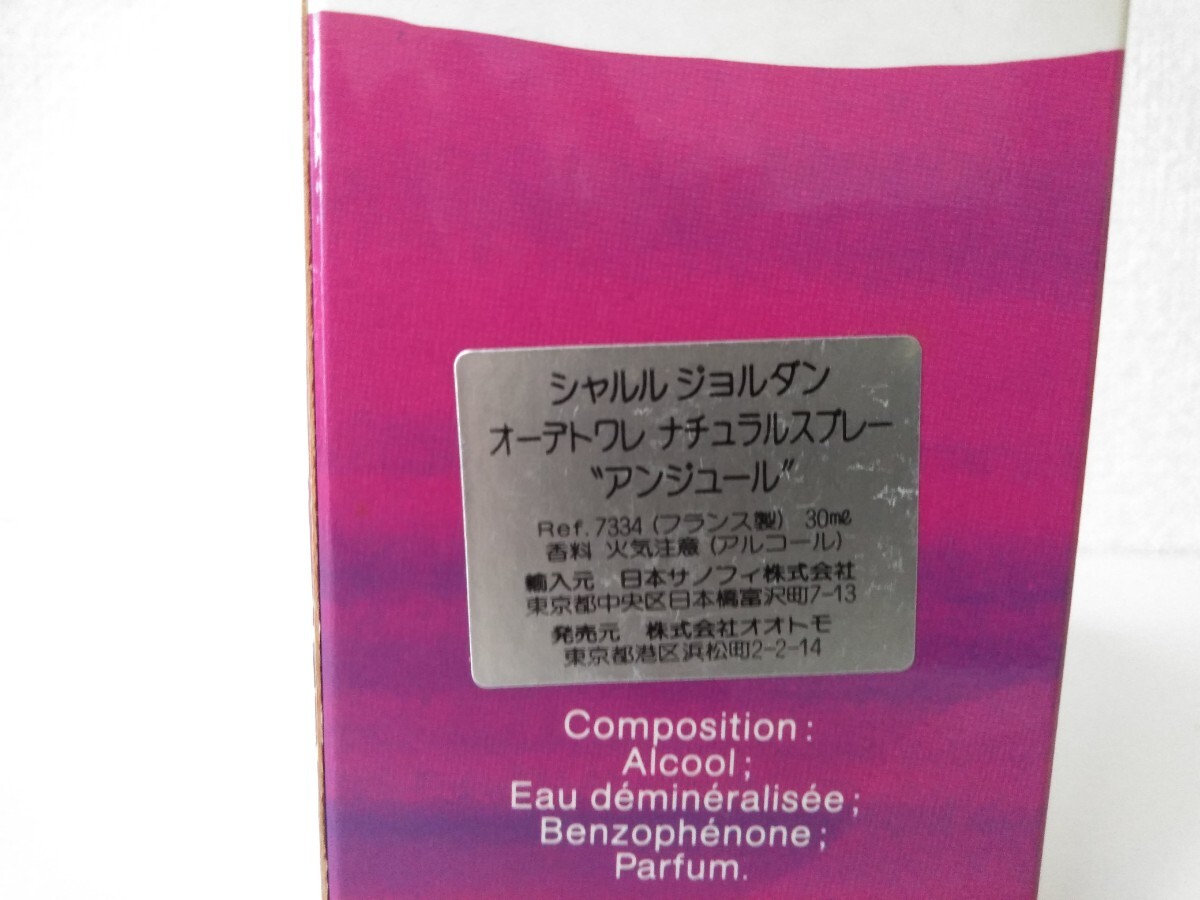 シャルル ジョルダン
オーデトワレ ナチュラルスプレー
“アンジュール”
Ref. 7334 (フランス製) 30㎖
香料 火気注意 (アルコール)
輸入元 日本サノフィ株式会社
東京都中央区日本橋富沢町7-13
発売元 株式会社オオトモ
東京都港区浜松町2-2-14
Composition :
Alcool ;
Eau déminéralisée ;
Benzophénone ;
Parfum.